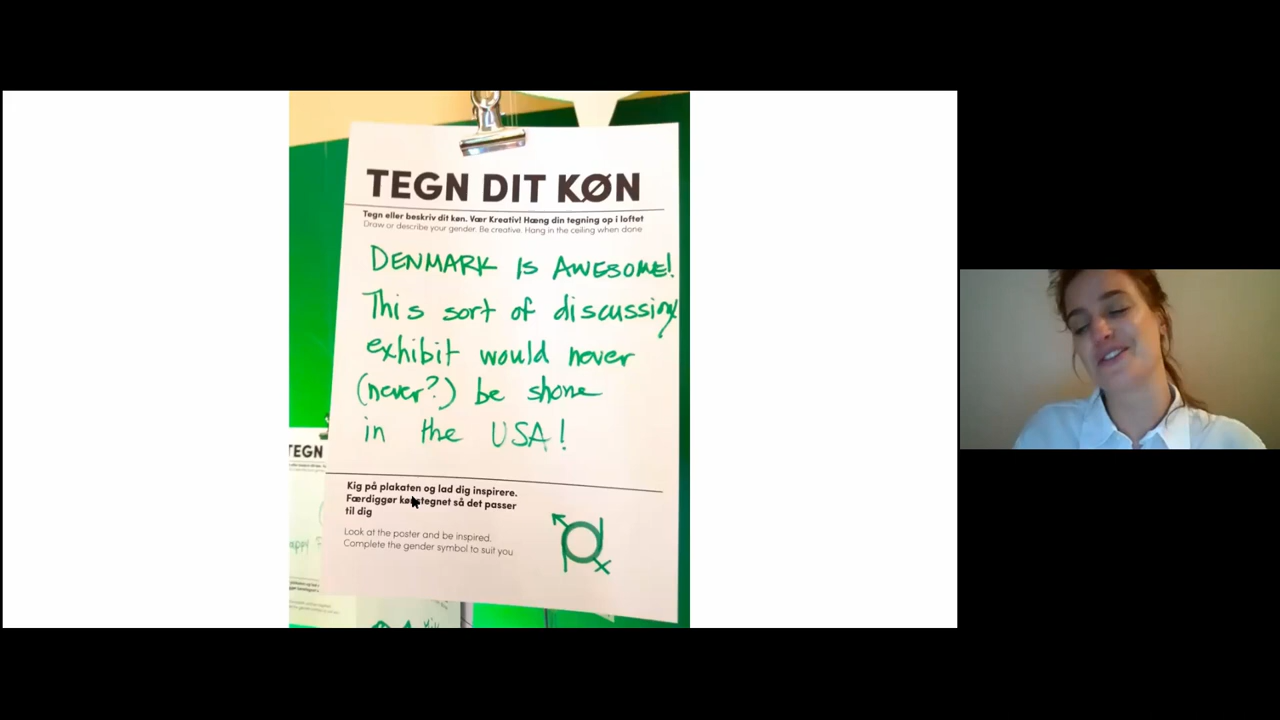 TEGN DIT KØN
Tegn eller beskriv dit køn. Vær Kreativ! Hæng din tegning op i loftet
Draw or describe your gender. Be creative. Hang in the ceiling when done
DENMARK IS AWESOME!
This sort of discussing
exhibit would never
(never?) be shone
in the USA!
Kig på plakaten og lad dig inspirere.
Færdiggør kønstegnet så det passer
til dig
Look at the poster and be inspired.
Complete the gender symbol to suit you
TEGN